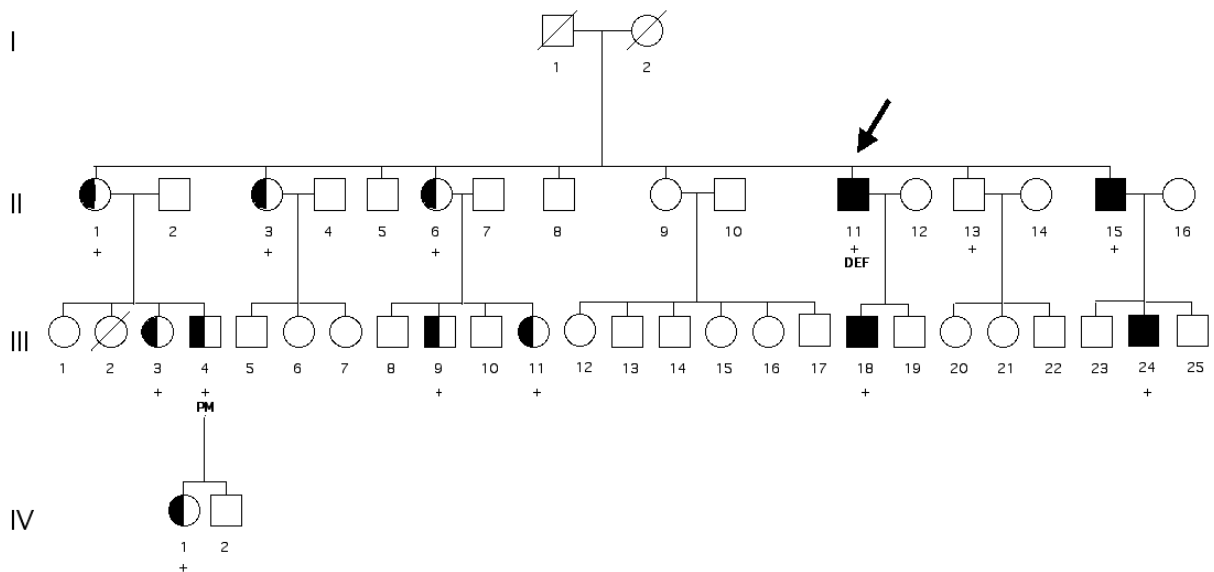 I
1 2
II
1 2 3 4 5 6 7 8 9 10 11 12 13 14 15 16
+ + + + + +
DEF
III
1 2 3 4 5 6 7 8 9 10 11 12 13 14 15 16 17 18 19 20 21 22 23 24 25
+ + + + + +
PM
IV
1 2
+